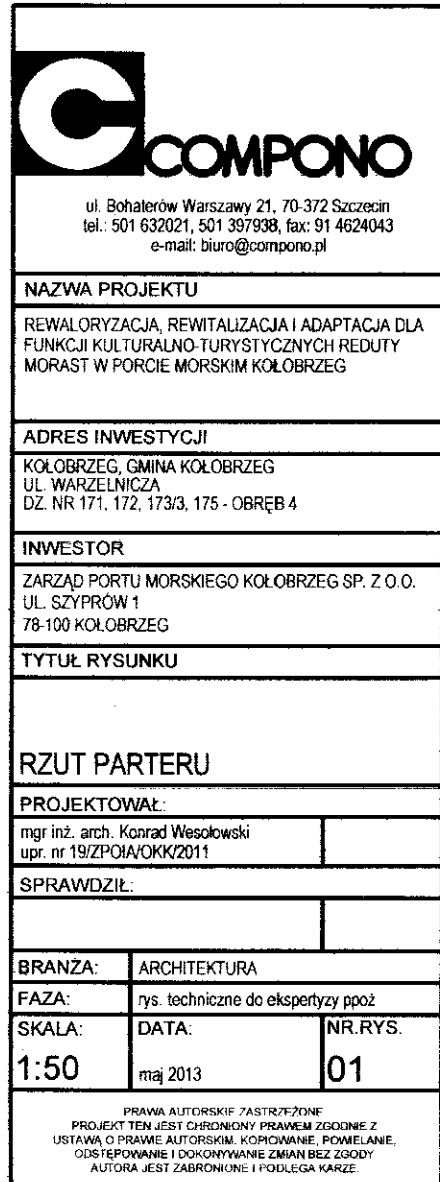 COMPONO
ul. Bohaterów Warszawy 21, 70-372 Szczecin
tel.: 501 632021, 501 397938, fax: 91 4624043
e-mail: biuro@compono.pl
NAZWA PROJEKTU
REWALORYZACJA, REWITALIZACJA I ADAPTACJA DLA
FUNKCJI KULTURALNO-TURYSTYCZNYCH REDUTY
MORAST W PORCIE MORSKIM KOŁOBRZEG
ADRES INWESTYCJI
KOŁOBRZEG, GMINA KOŁOBRZEG
UL. WARZELNICZA
DZ. NR 171, 172, 173/3, 175 - OBRĘB 4
INWESTOR
ZARZĄD PORTU MORSKIEGO KOŁOBRZEG SP. Z O.O.
UL. SZYPRÓW 1
78-100 KOŁOBRZEG
TYTUŁ RYSUNKU
RZUT PARTERU
PROJEKTOWAŁ:
mgr inż. arch. Konrad Wesołowski
upr. nr 19/ZPOIA/OKK/2011
SPRAWDZIŁ:
BRANŻA: ARCHITEKTURA
FAZA: rys. techniczne do ekspertyzy ppoż
SKALA: DATA: NR.RYS.
1:50 maj 2013 01
PRAWA AUTORSKIE ZASTRZEŻONE
PROJEKT TEN JEST CHRONIONY PRAWEM ZGODNIE Z
USTAWĄ O PRAWIE AUTORSKIM. KOPIOWANIE, POWIELANIE,
ODSTĘPOWANIE I DOKONYWANIE ZMIAN BEZ ZGODY
AUTORA JEST ZABRONIONE I PODLEGA KARZE.